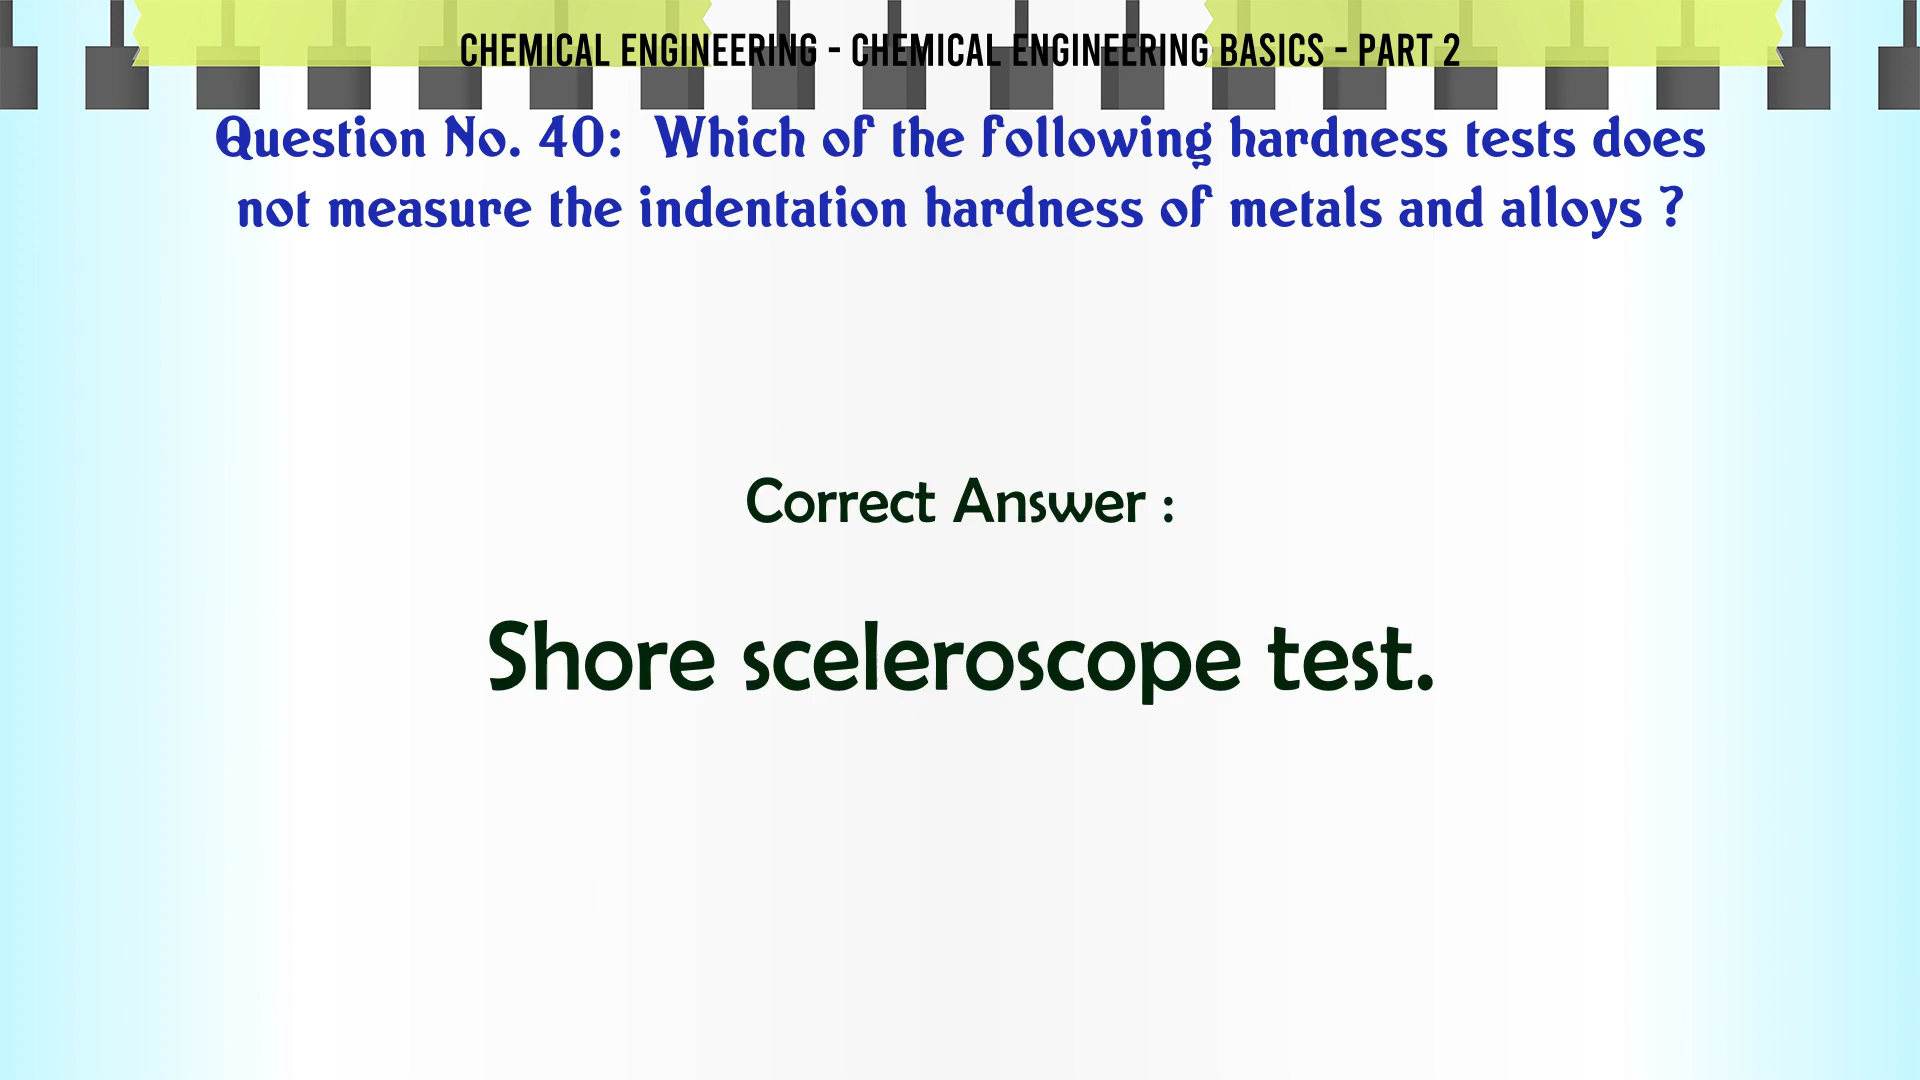 CHEMICAL ENGINEERING - CHEMICAL ENGINEERING BASICS - PART 2
Question No. 40: Which of the following hardness tests does
not measure the indentation hardness of metals and alloys ?
Correct Answer :
Shore sceleroscope test.